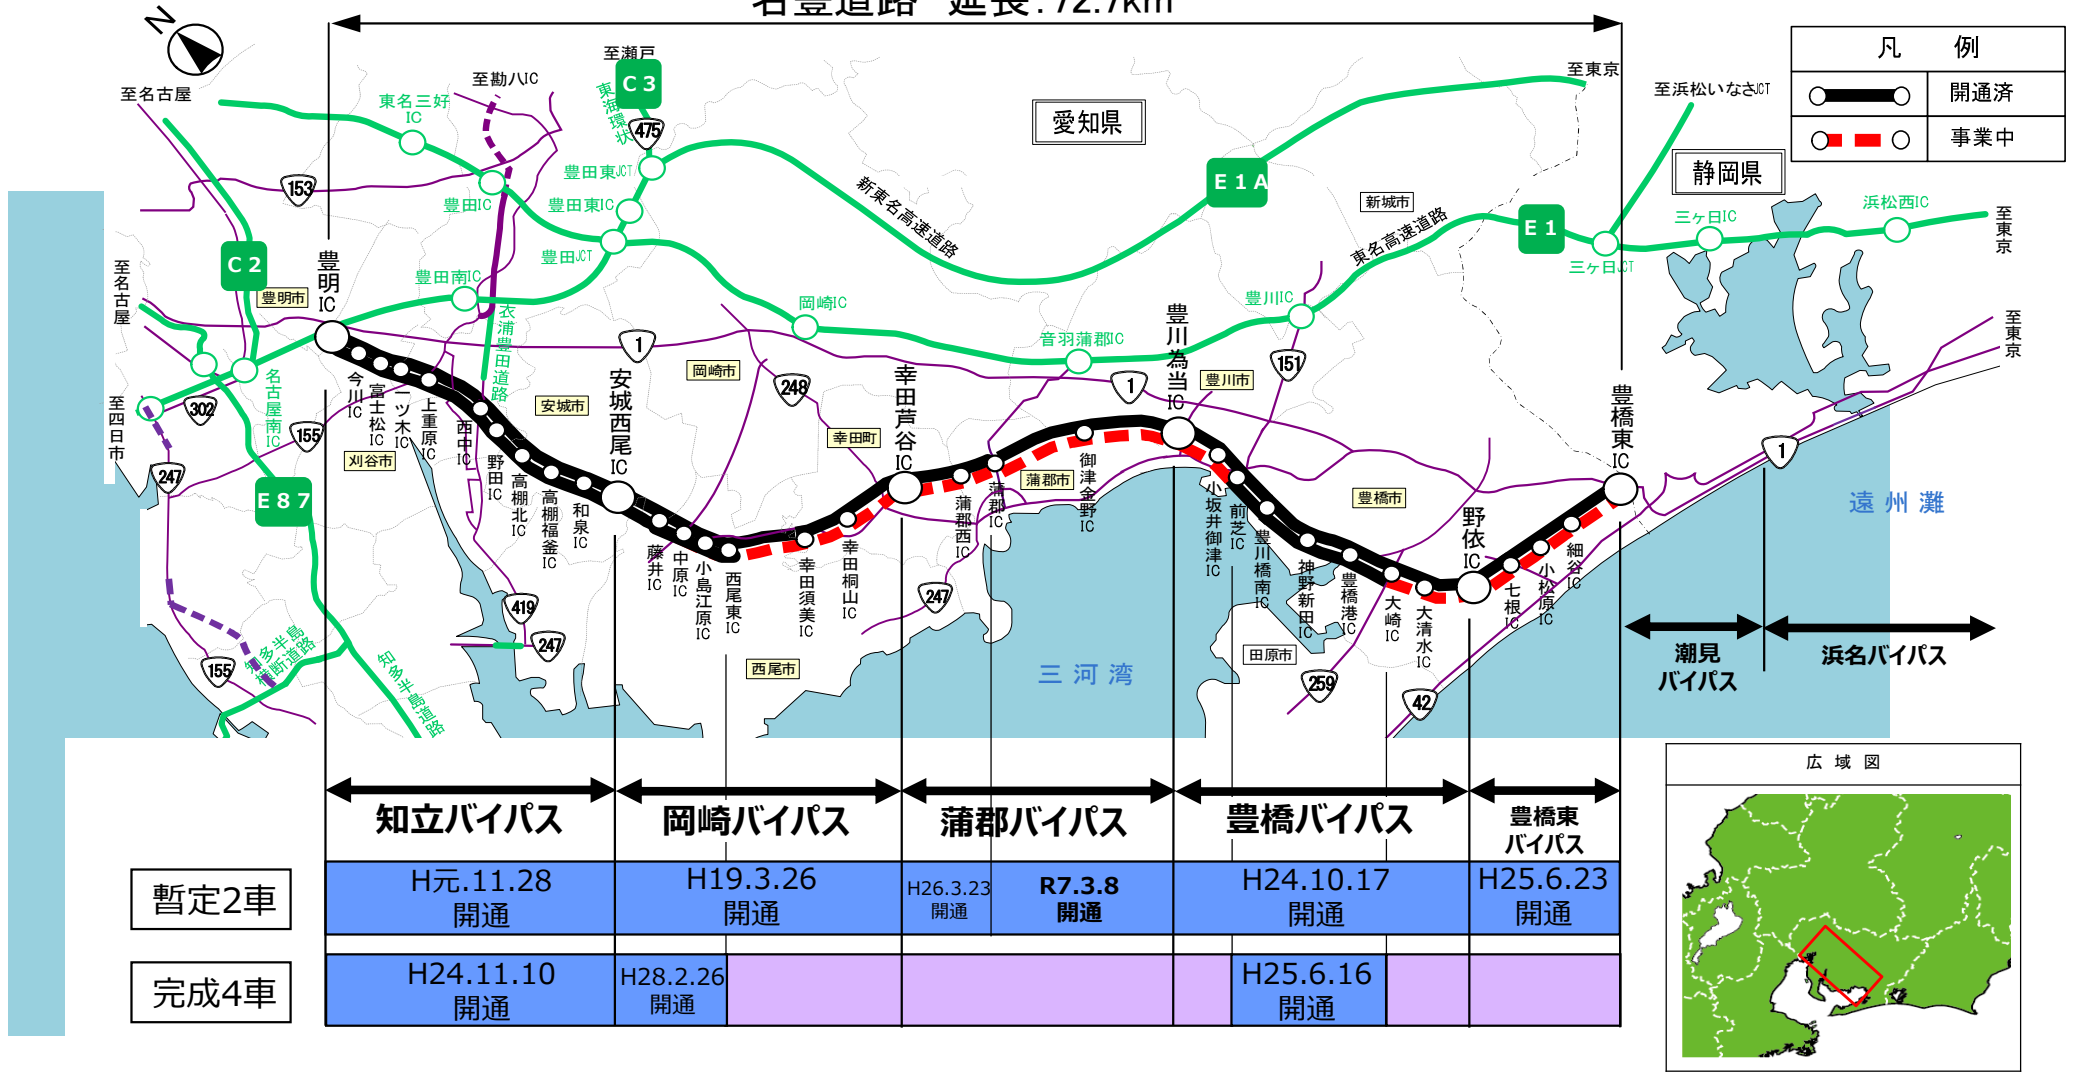 名豊道路 延長:72.7km
N
凡 例
開通済
事業中
至名古屋
至勘八IC
至瀬戸
C3
東海環状
475
至東京
至浜松いなさJCT
愛知県
静岡県
東名三好
IC
153
豊田IC
豊田東JCT
豊田東IC
豊田JCT
新東名高速道路
E1A
新城市
東名高速道路
E1
三ヶ日IC
三ヶ日JCT
浜松西IC
至東京
至名古屋
C2
豊明市
豊明IC
豊田南IC
衣浦豊田道路
岡崎IC
音羽蒲郡IC
豊川IC
至東京
1
1
1
151
248
302
155
247
至四日市
名古屋南IC
E87
刈谷市
安城市
岡崎市
幸田町
豊川市
蒲郡市
豊橋市
西尾市
田原市
今川IC
富士松IC
一ツ木IC
上重原IC
西中IC
野田IC
高棚北IC
高棚福釜IC
和泉IC
安城西尾IC
藤井IC
中原IC
小島江原IC
西尾東IC
幸田須美IC
幸田桐山IC
幸田芦谷IC
蒲郡西IC
蒲郡IC
御津金野IC
豊川為当IC
小坂井御津IC
前芝IC
豊川橋南IC
神野新田IC
豊橋港IC
大崎IC
大清水IC
野依IC
七根IC
小松原IC
細谷IC
豊橋東IC
419
247
247
155
259
42
知多半島
横断道路
知多半島道路
三河湾
遠州灘
潮見
バイパス
浜名バイパス
知立バイパス
岡崎バイパス
蒲郡バイパス
豊橋バイパス
豊橋東
バイパス
暫定2車
H元.11.28
開通
H19.3.26
開通
H26.3.23
開通
R7.3.8
開通
H24.10.17
開通
H25.6.23
開通
完成4車
H24.11.10
開通
H28.2.26
開通
H25.6.16
開通
広域図